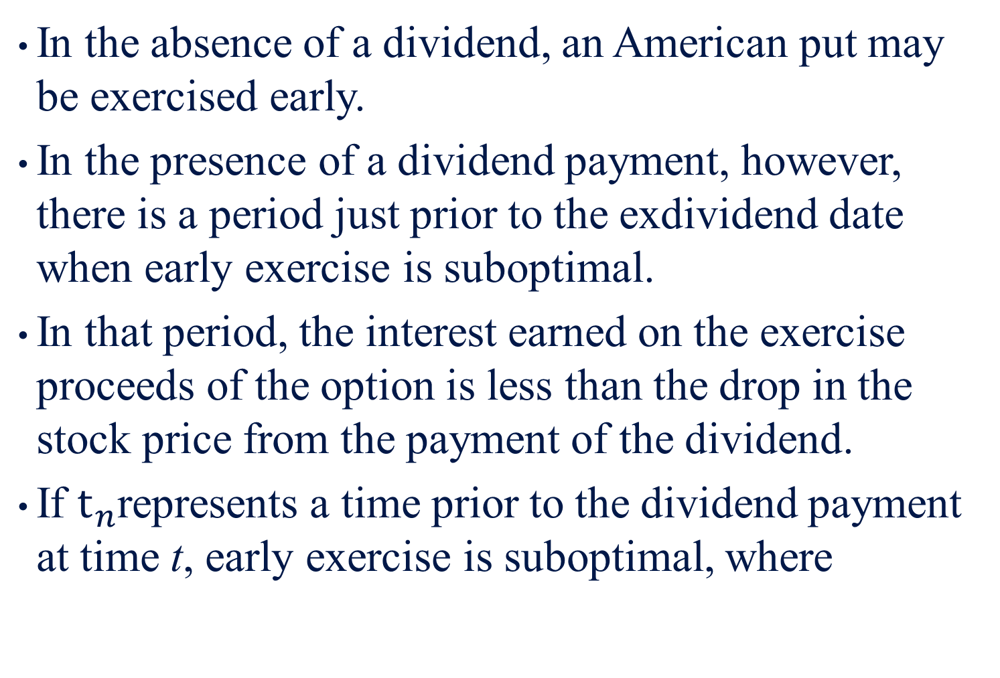 • In the absence of a dividend, an American put may
be exercised early.
• In the presence of a dividend payment, however,
there is a period just prior to the exdividend date
when early exercise is suboptimal.
• In that period, the interest earned on the exercise
proceeds of the option is less than the drop in the
stock price from the payment of the dividend.
• If tₙrepresents a time prior to the dividend payment
at time t, early exercise is suboptimal, where